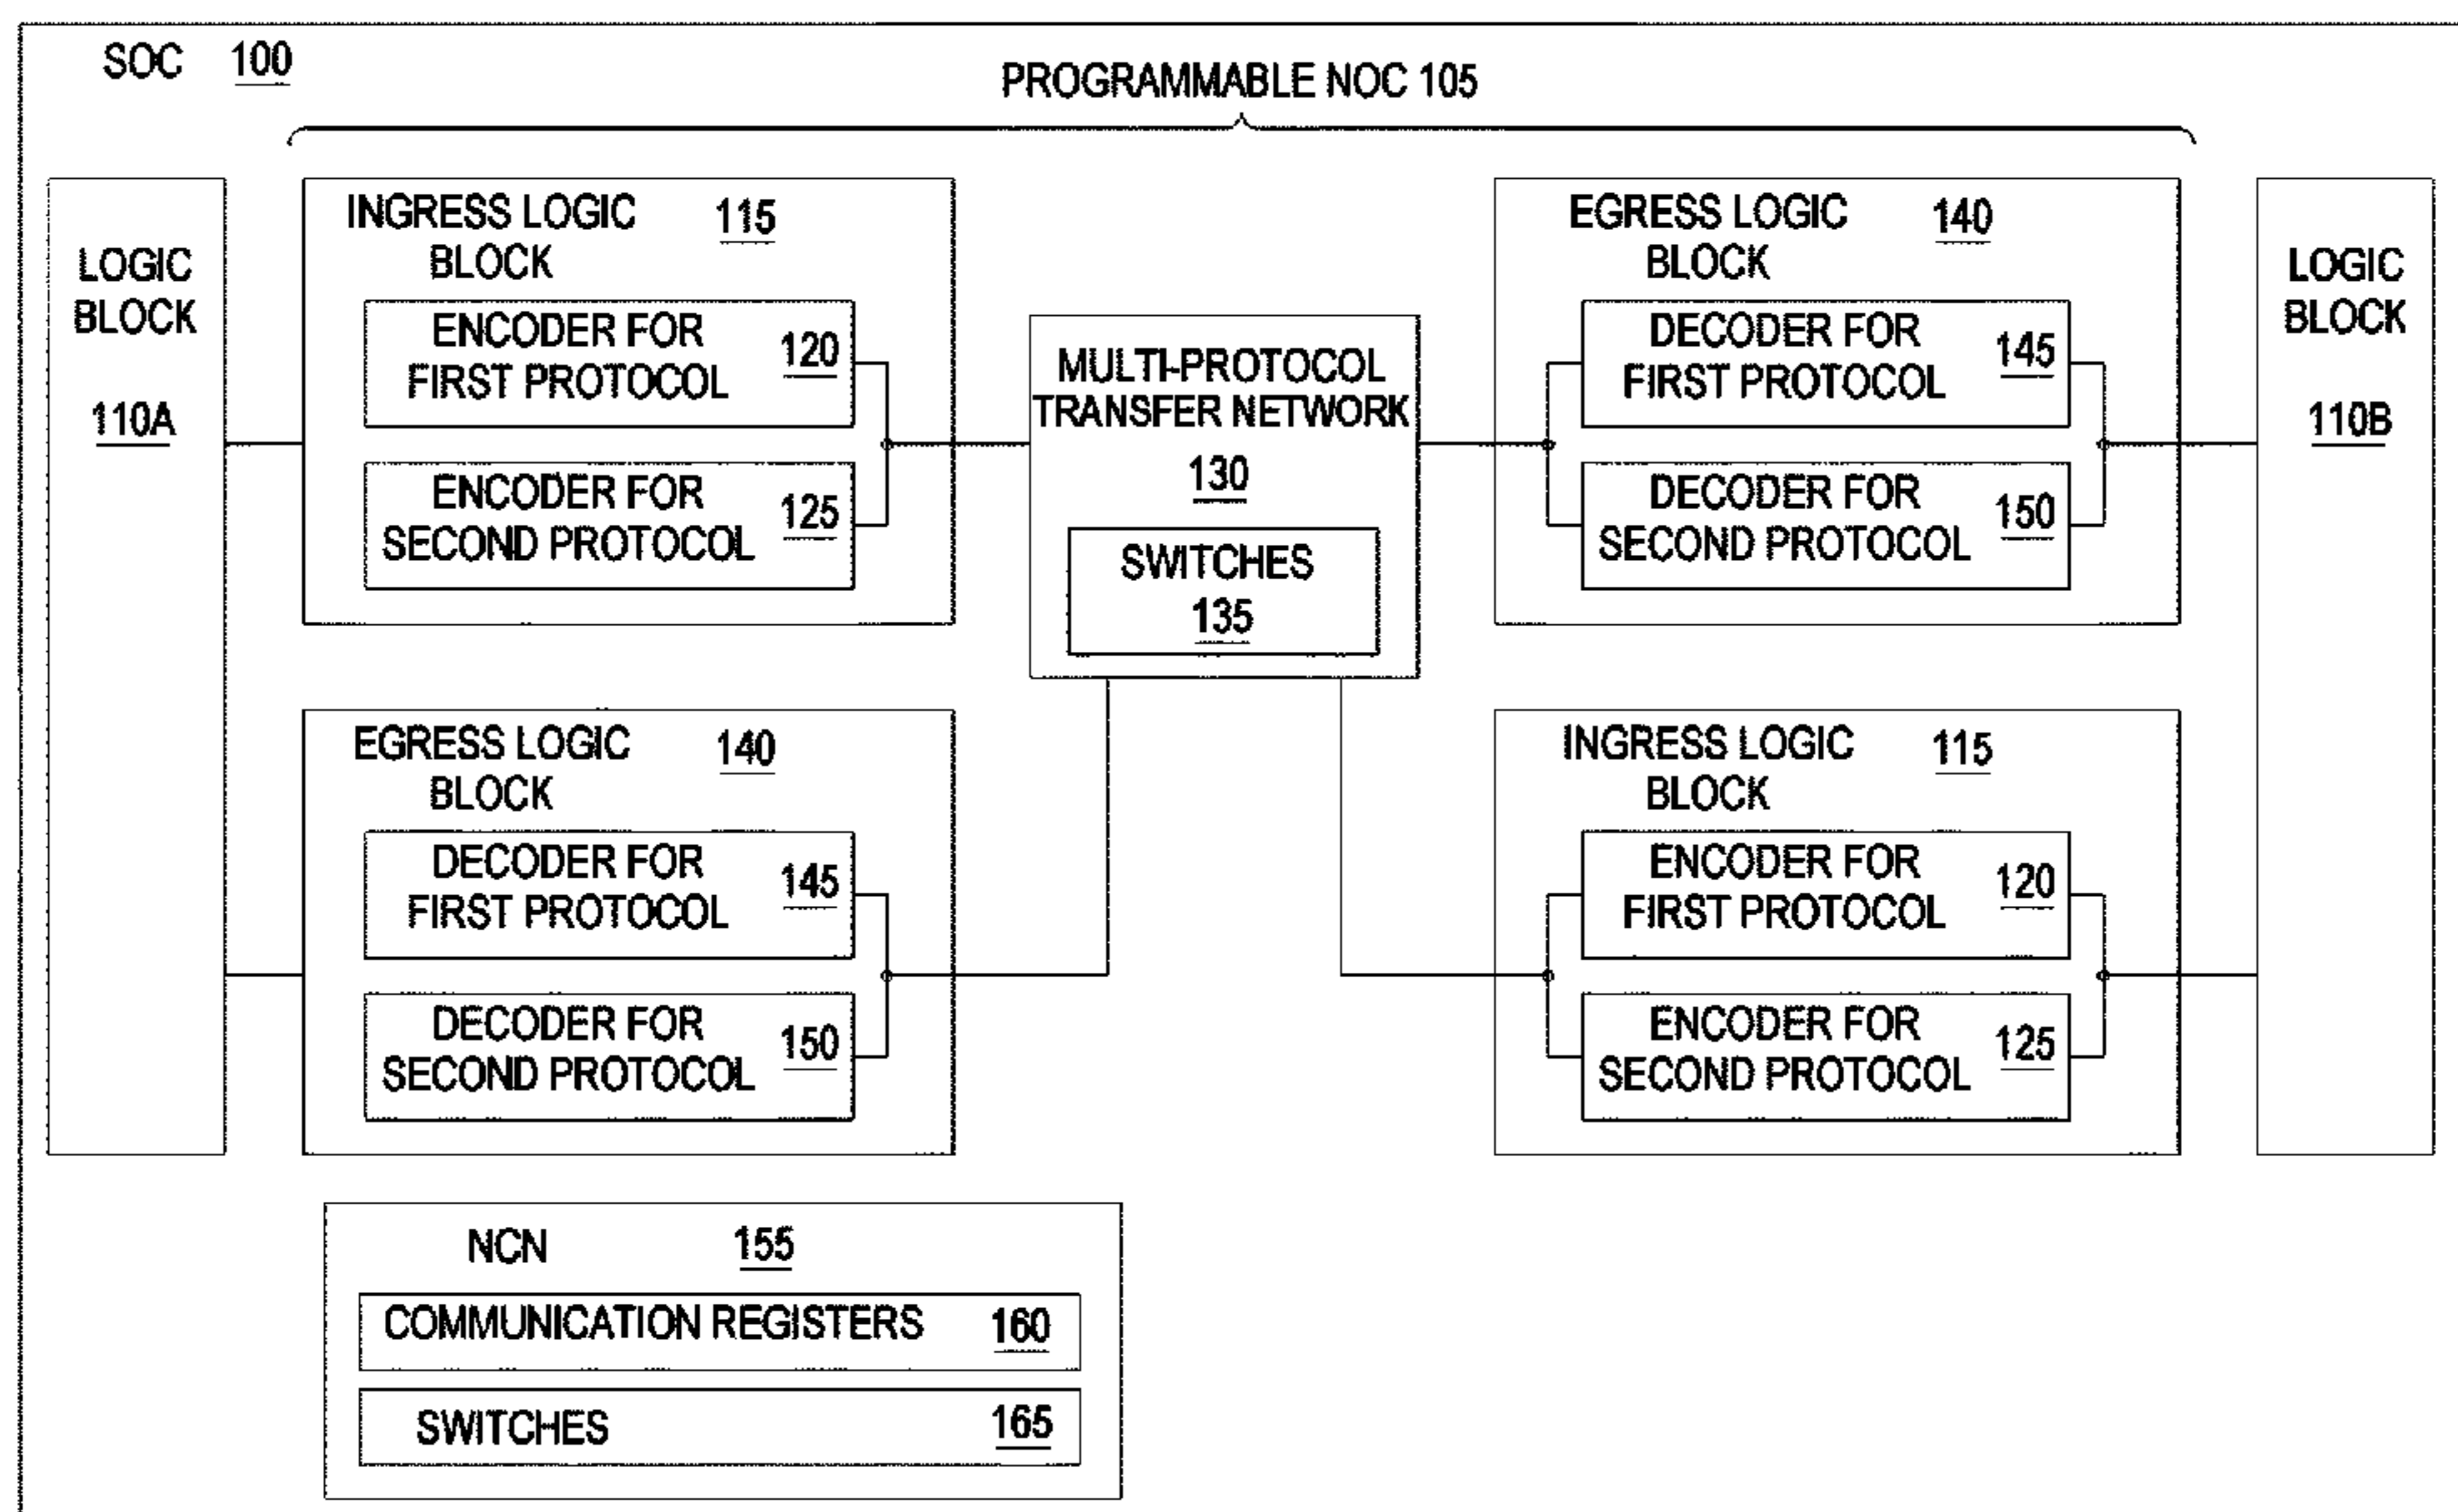 SOC 100
PROGRAMMABLE NOC 105
LOGIC
BLOCK
110A
INGRESS LOGIC 115
BLOCK
ENCODER FOR
FIRST PROTOCOL 120
ENCODER FOR
SECOND PROTOCOL 125
MULTI-PROTOCOL
TRANSFER NETWORK
130
SWITCHES
135
EGRESS LOGIC 140
BLOCK
DECODER FOR
FIRST PROTOCOL 145
DECODER FOR
SECOND PROTOCOL 150
LOGIC
BLOCK
110B
EGRESS LOGIC 140
BLOCK
DECODER FOR
FIRST PROTOCOL 145
DECODER FOR
SECOND PROTOCOL 150
INGRESS LOGIC 115
BLOCK
ENCODER FOR
FIRST PROTOCOL 120
ENCODER FOR
SECOND PROTOCOL 125
NCN 155
COMMUNICATION REGISTERS 160
SWITCHES 165